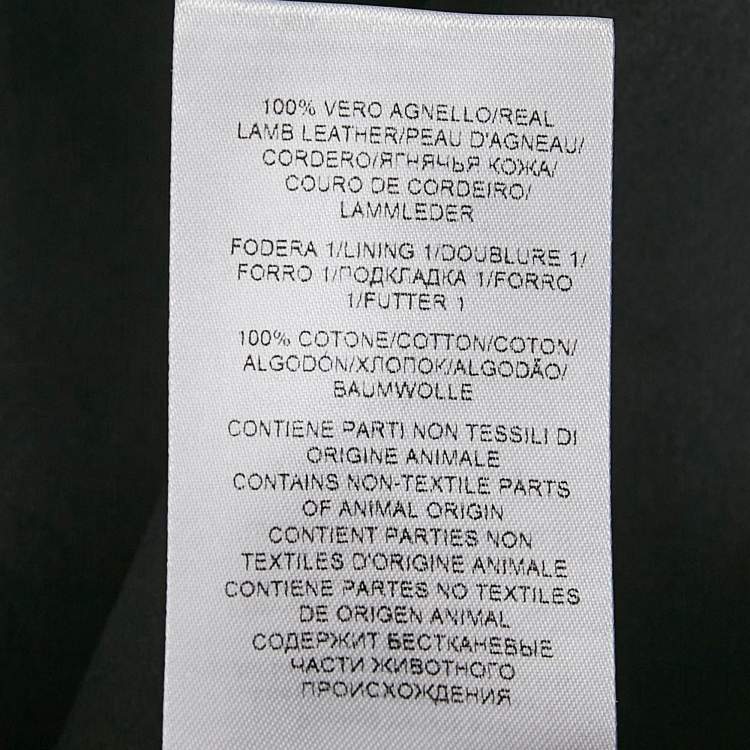 100% VERO AGNELLO/REAL
LAMB LEATHER/PEAU D'AGNEAU/
CORDERO/ЯГНЯЧЬЯ КОЖА/
COURO DE CORDEIRO/
LAMMLEDER
FODERA 1/LINING 1/DOUBLURE 1/
FORRO 1/ПОДКЛАДКА 1/FORRO
1/FUTTER 1
100% COTONE/COTTON/COTON/
ALGODÓN/ХЛОПОК/ALGODÃO/
BAUMWOLLE
CONTIENE PARTI NON TESSILI DI
ORIGINE ANIMALE
CONTAINS NON-TEXTILE PARTS
OF ANIMAL ORIGIN
CONTIENT PARTIES NON
TEXTILES D'ORIGINE ANIMALE
CONTIENE PARTES NO TEXTILES
DE ORIGEN ANIMAL
СОДЕРЖИТ БЕСТКАНЕВЫЕ
ЧАСТИ ЖИВОТНОГО
ПРОИСХОЖДЕНИЯ